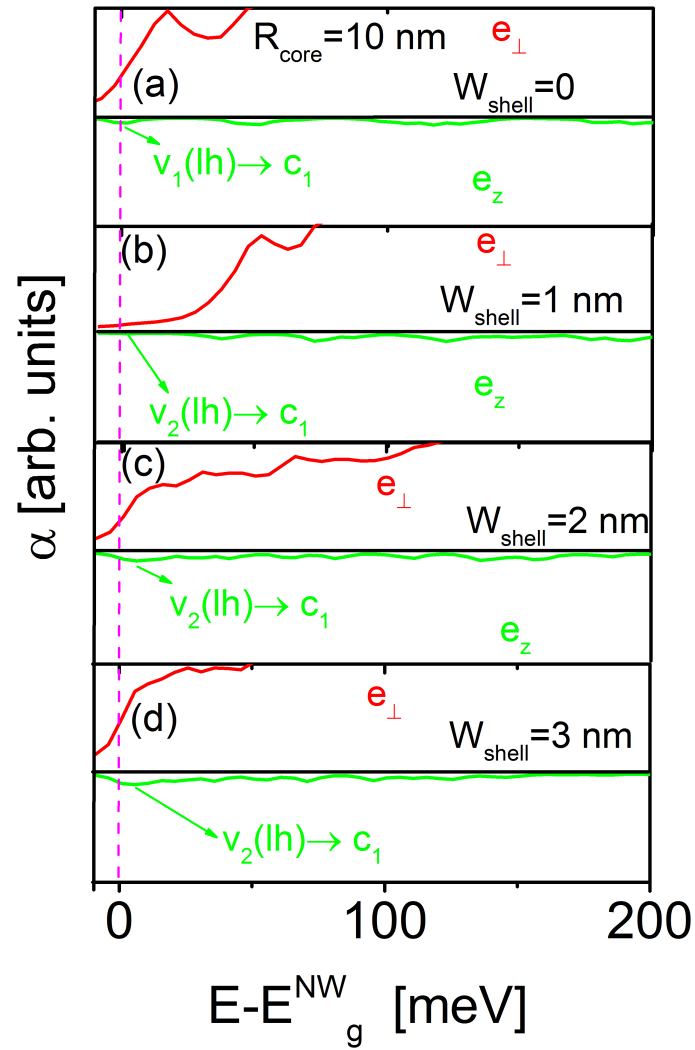 R_core=10 nm e_⊥
(a) W_shell=0
v_1(lh)→ c_1 e_z
(b) e_⊥
W_shell=1 nm
v_2(lh)→ c_1 e_z
(c) e_⊥ W_shell=2 nm
v_2(lh)→ c_1 e_z
(d) e_⊥ W_shell=3 nm
v_2(lh)→ c_1
α [arb. units]
0 100 200
E-E^NW_g [meV]